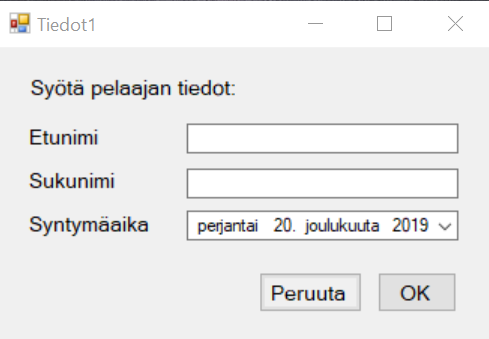 Tiedot1
Syötä pelaajan tiedot:
Etunimi
Sukunimi
Syntymäaika perjantai 20. joulukuuta 2019
Peruuta OK